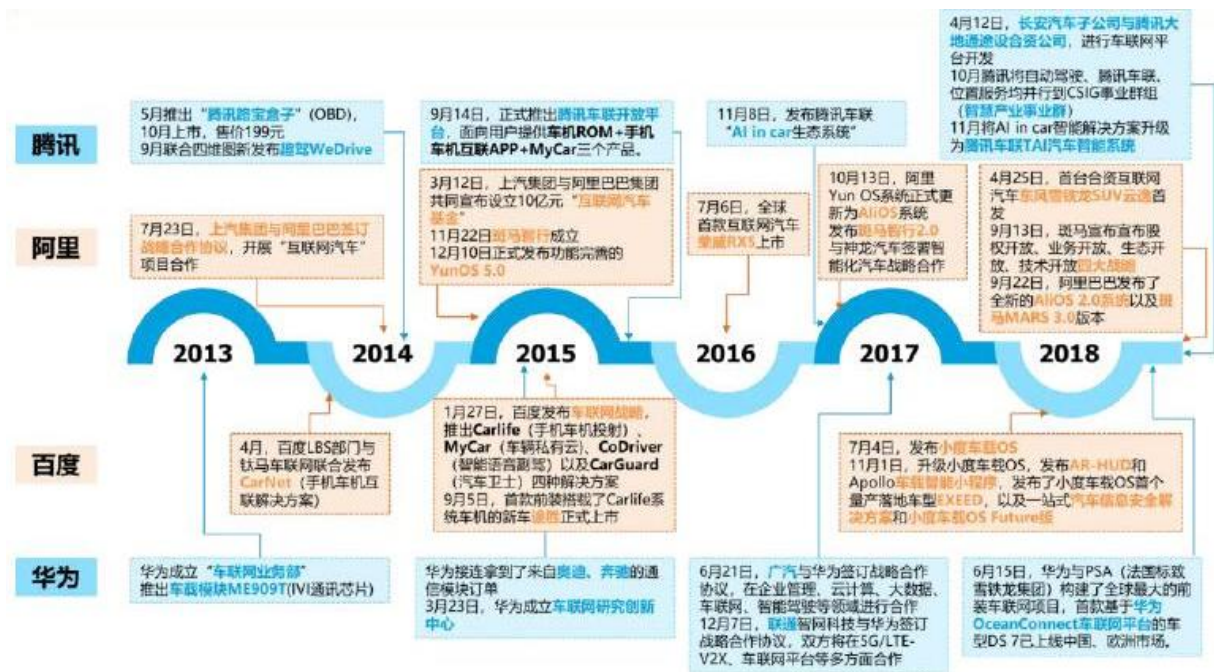 腾讯
5月推出“腾讯路宝盒子”(OBD),
10月上市，售价199元
9月联合四维图新发布趣驾WeDrive
9月14日，正式推出腾讯车联开放平
台，面向用户提供车机ROM+手机
车机互联APP+MyCar三个产品。
11月8日，发布腾讯车联
“AI in car生态系统”
4月12日，长安汽车子公司与腾讯大
地通途设合资公司，进行车联网平
台开发
10月腾讯将自动驾驶、腾讯车联、
位置服务均并行到CSIG事业群组
（智慧产业事业群）
11月将AI in car智能解决方案升级
为腾讯车联TAI汽车智能系统
阿里
7月23日，上汽集团与阿里巴巴签订
战略合作协议，开展“互联网汽车”
项目合作
3月12日，上汽集团与阿里巴巴集团
共同宣布设立10亿元“互联网汽车
基金”
11月22日斑马智行成立
12月10日正式发布功能完善的
YunOS 5.0
7月6日，全球
首款互联网汽车
荣威RX5上市
10月13日，阿里
Yun OS系统正式更
新为AliOS系统
发布斑马智行2.0
与神龙汽车签署智
能化汽车战略合作
4月25日，首台合资互联网
汽车东风雪铁龙SUV云逸首
发
9月13日，斑马宣布宣布股
权开放、业务开放、生态开
放、技术开放四大战略
9月22日，阿里巴巴发布了
全新的AliOS 2.0系统以及斑
马MARS 3.0版本
2013
2014
2015
2016
2017
2018
百度
4月，百度LBS部门与
钛马车联网联合发布
CarNet（手机车机互
联解决方案）
1月27日，百度发布车联网战略，
推出Carlife（手机车机投射）、
MyCar（车辆私有云)、CoDriver
（智能语音副驾）以及CarGuard
（汽车卫士）四种解决方案
9月5日，首款前装搭载了Carlife系
统车机的新车途胜正式上市
7月4日，发布小度车载OS
11月1日，升级小度车载OS，发布AR-HUD和
Apollo车载智能小程序，发布了小度车载OS首个
量产落地车型EXEED，以及一站式汽车信息安全解
决方案和小度车载OS Future版
华为
华为成立“车联网业务部”
推出车载模块ME909T(IVI通讯芯片)
华为接连拿到了来自奥迪、奔驰的通
信模块订单
3月23日，华为成立车联网研究创新
中心
6月21日，广汽与华为签订战略合作
协议，在企业管理、云计算、大数据、
车联网、智能驾驶等领域进行合作
12月7日，联通智网科技与华为签订
战略合作协议，双方将在5G/LTE-
V2X、车联网平台等多方面合作
6月15日，华为与PSA（法国标致
雪铁龙集团）构建了全球最大的前
装车联网项目，首款基于华为
OceanConnect车联网平台的车
型DS 7已上线中国、欧洲市场。